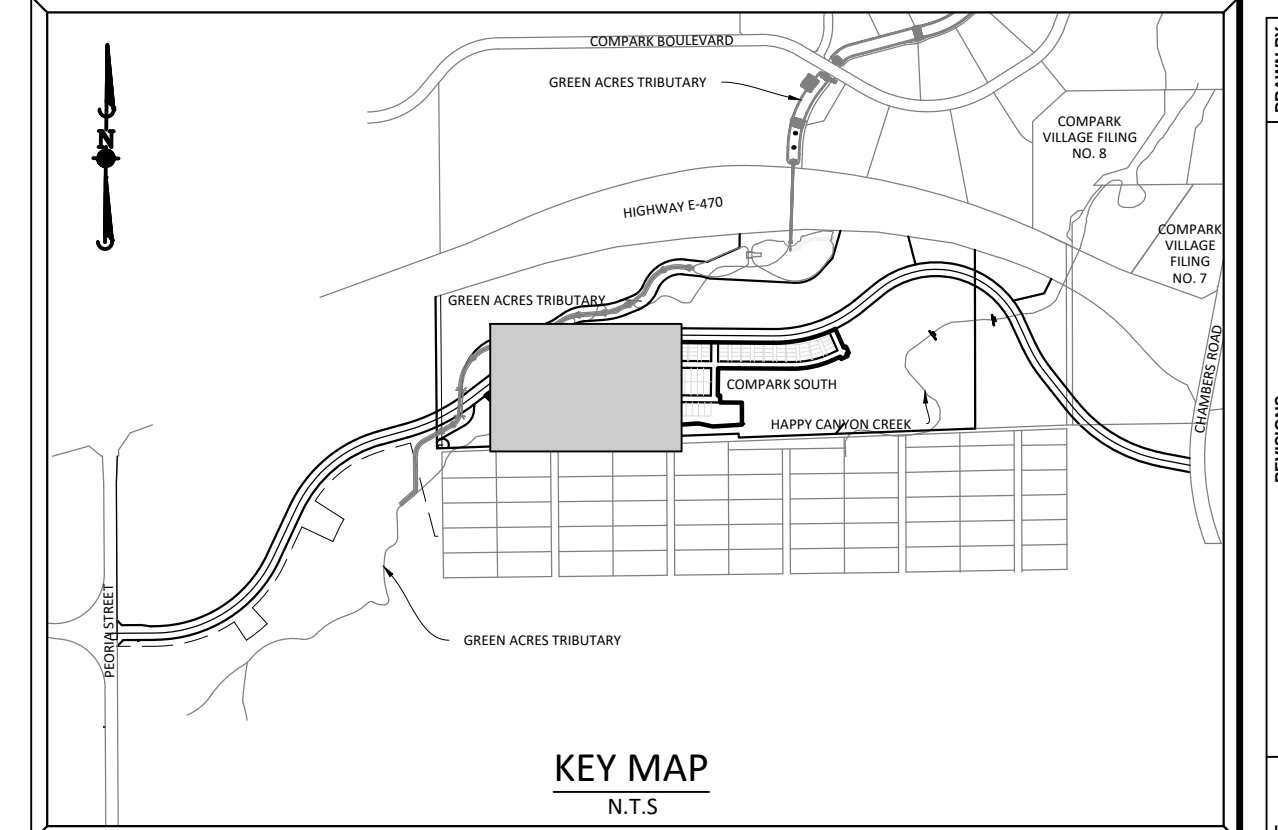 COMPARK BOULEVARD
GREEN ACRES TRIBUTARY
COMPARK
VILLAGE FILING
NO. 8
N
HIGHWAY E-470
COMPARK
VILLAGE
FILING
NO. 7
GREEN ACRES TRIBUTARY
CHAMBERS ROAD
COMPARK SOUTH
HAPPY CANYON CREEK
PEORIA STREET
GREEN ACRES TRIBUTARY
KEY MAP
N.T.S